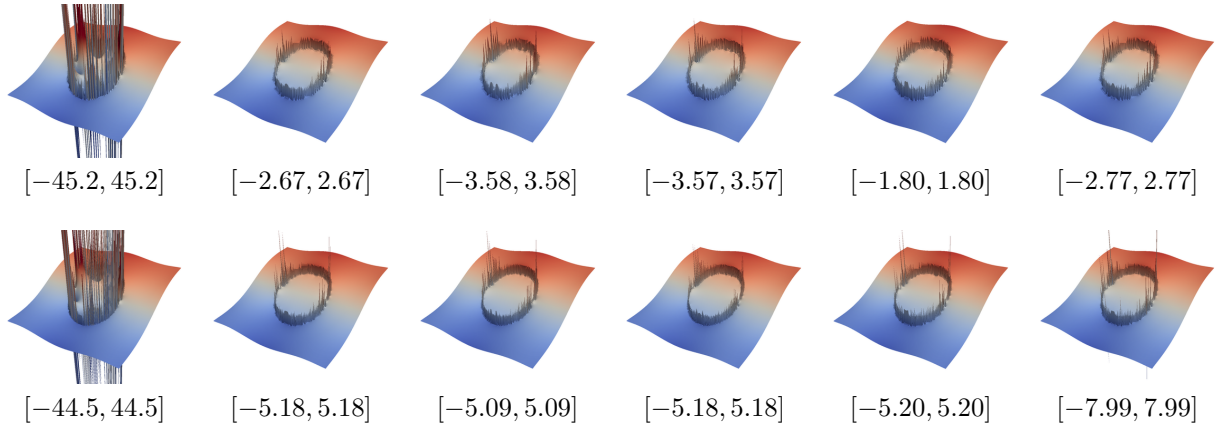 [−45.2, 45.2] [−2.67, 2.67] [−3.58, 3.58] [−3.57, 3.57] [−1.80, 1.80] [−2.77, 2.77]
[−44.5, 44.5] [−5.18, 5.18] [−5.09, 5.09] [−5.18, 5.18] [−5.20, 5.20] [−7.99, 7.99]